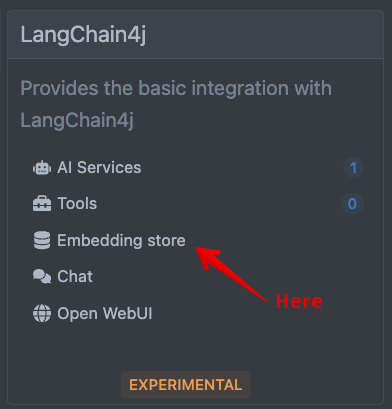 LangChain4j
Provides the basic integration with
LangChain4j
AI Services 1
Tools 0
Embedding store
Chat
Here
Open WebUI
EXPERIMENTAL